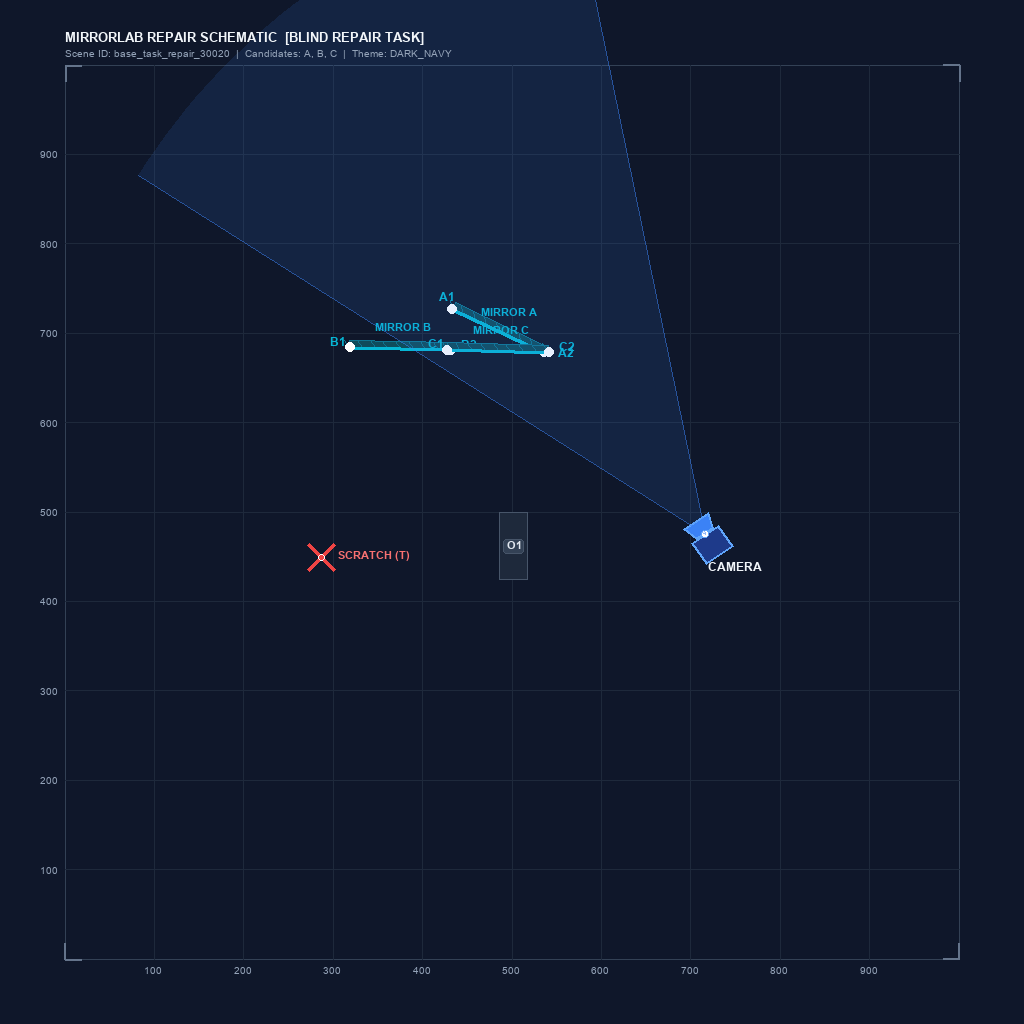 MIRRORLAB REPAIR SCHEMATIC [BLIND REPAIR TASK]
Scene ID: base_task_repair_30020 | Candidates: A, B, C | Theme: DARK_NAVY
900
800
A1
MIRROR A
700
MIRROR B
MIRROR C
B1
C1
C2
A2
600
500
O1
SCRATCH (T)
CAMERA
400
300
200
100
100 200 300 400 500 600 700 800 900